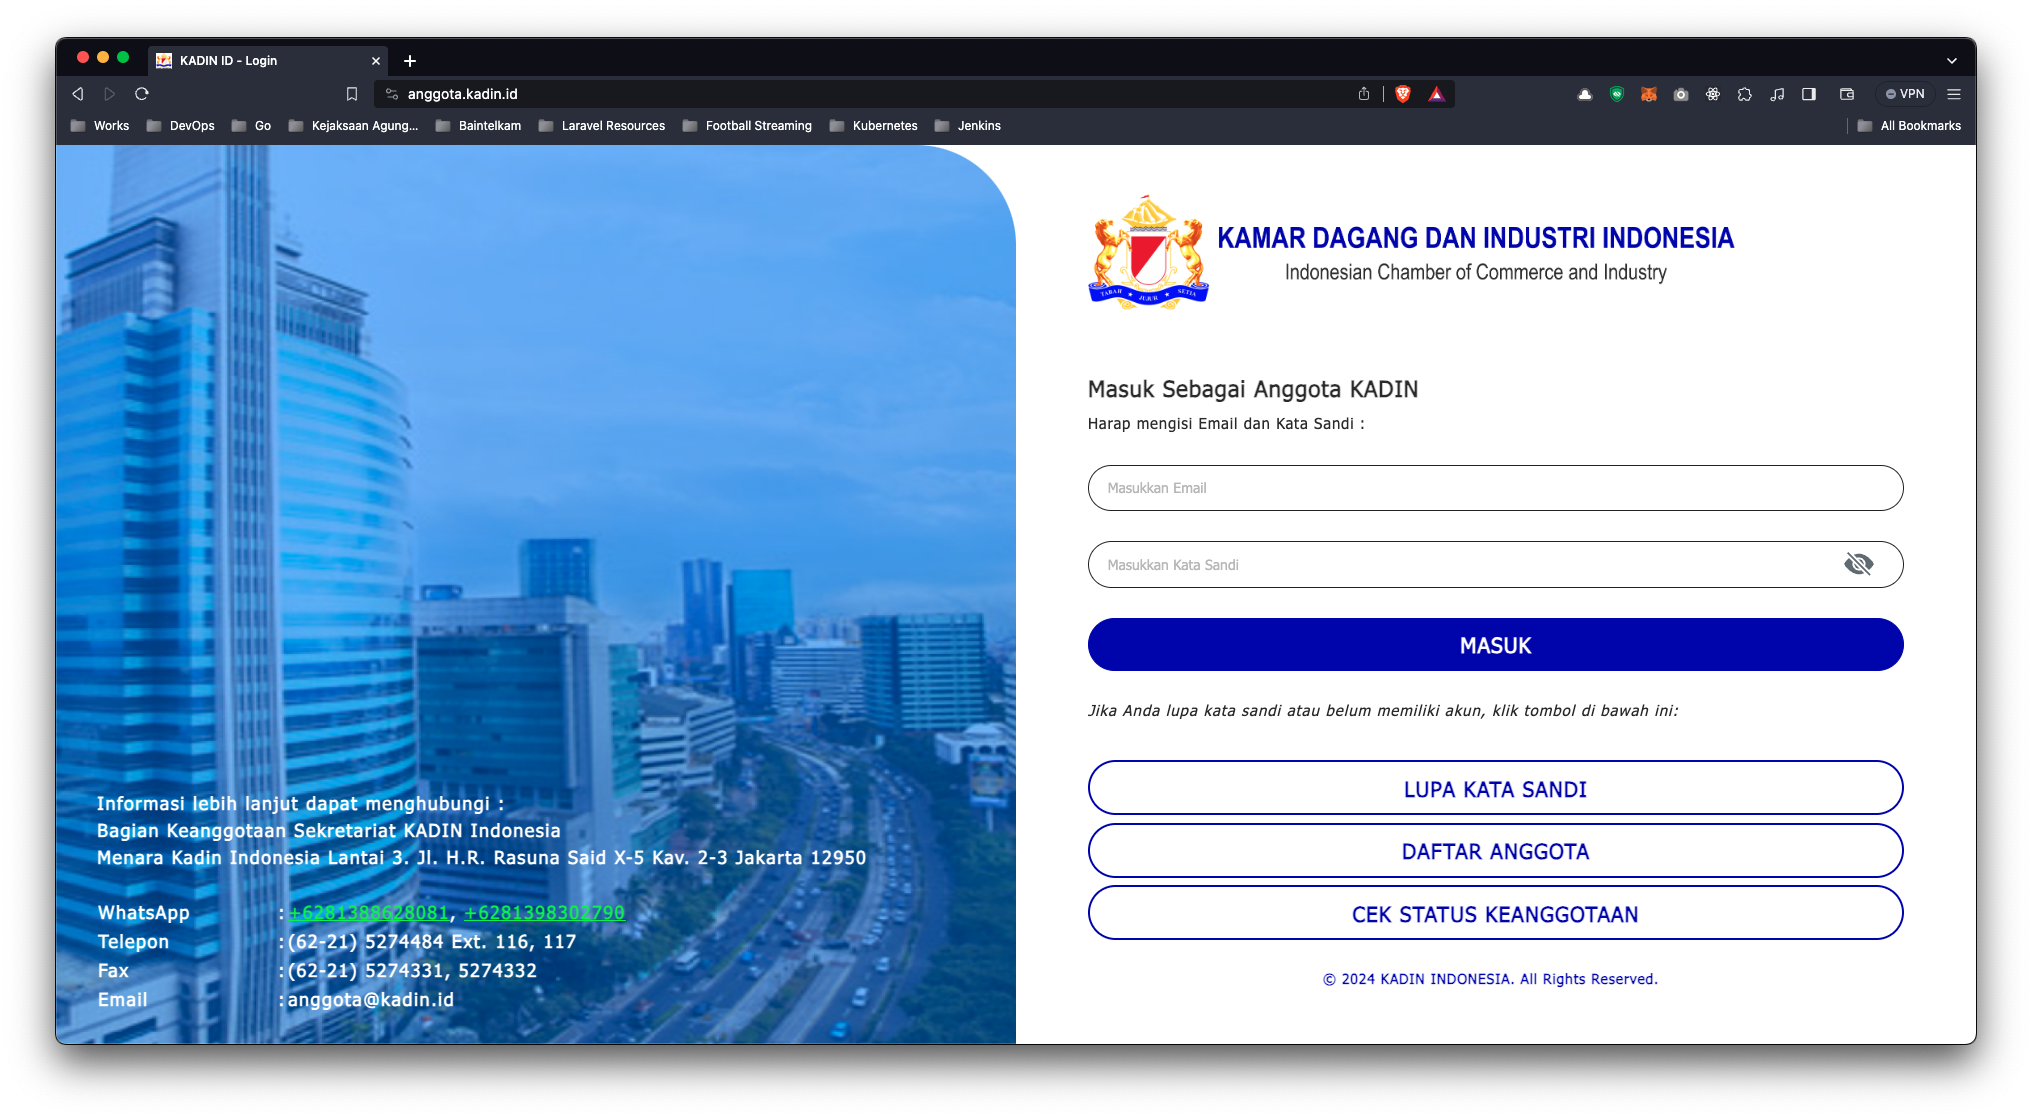 KADIN ID - Login
anggota.kadin.id
VPN
Works
DevOps
Go
Kejaksaan Agung...
Baintelkam
Laravel Resources
Football Streaming
Kubernetes
Jenkins
All Bookmarks
KAMAR DAGANG DAN INDUSTRI INDONESIA
Indonesian Chamber of Commerce and Industry
TABAH ★ JUJUR ★ SETIA
Masuk Sebagai Anggota KADIN
Harap mengisi Email dan Kata Sandi :
Masukkan Email
Masukkan Kata Sandi
MASUK
Jika Anda lupa kata sandi atau belum memiliki akun, klik tombol di bawah ini:
LUPA KATA SANDI
DAFTAR ANGGOTA
CEK STATUS KEANGGOTAAN
© 2024 KADIN INDONESIA. All Rights Reserved.
Informasi lebih lanjut dapat menghubungi :
Bagian Keanggotaan Sekretariat KADIN Indonesia
Menara Kadin Indonesia Lantai 3. Jl. H.R. Rasuna Said X-5 Kav. 2-3 Jakarta 12950
WhatsApp : +6281388628081, +6281398302790
Telepon : (62-21) 5274484 Ext. 116, 117
Fax : (62-21) 5274331, 5274332
Email : anggota@kadin.id